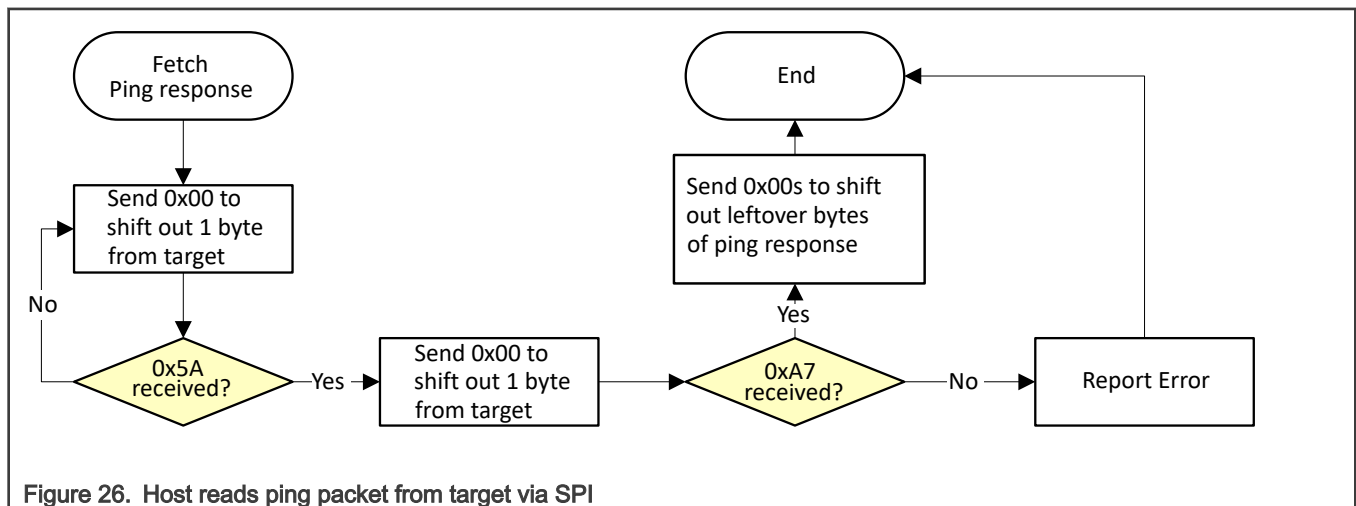 Fetch
Ping response
End
Send 0x00 to
shift out 1 byte
from target
Send 0x00s to shift
out leftover bytes
of ping response
No
Yes
0x5A
received?
Yes
Send 0x00 to
shift out 1 byte
from target
0xA7
received?
No
Report Error
Figure 26. Host reads ping packet from target via SPI